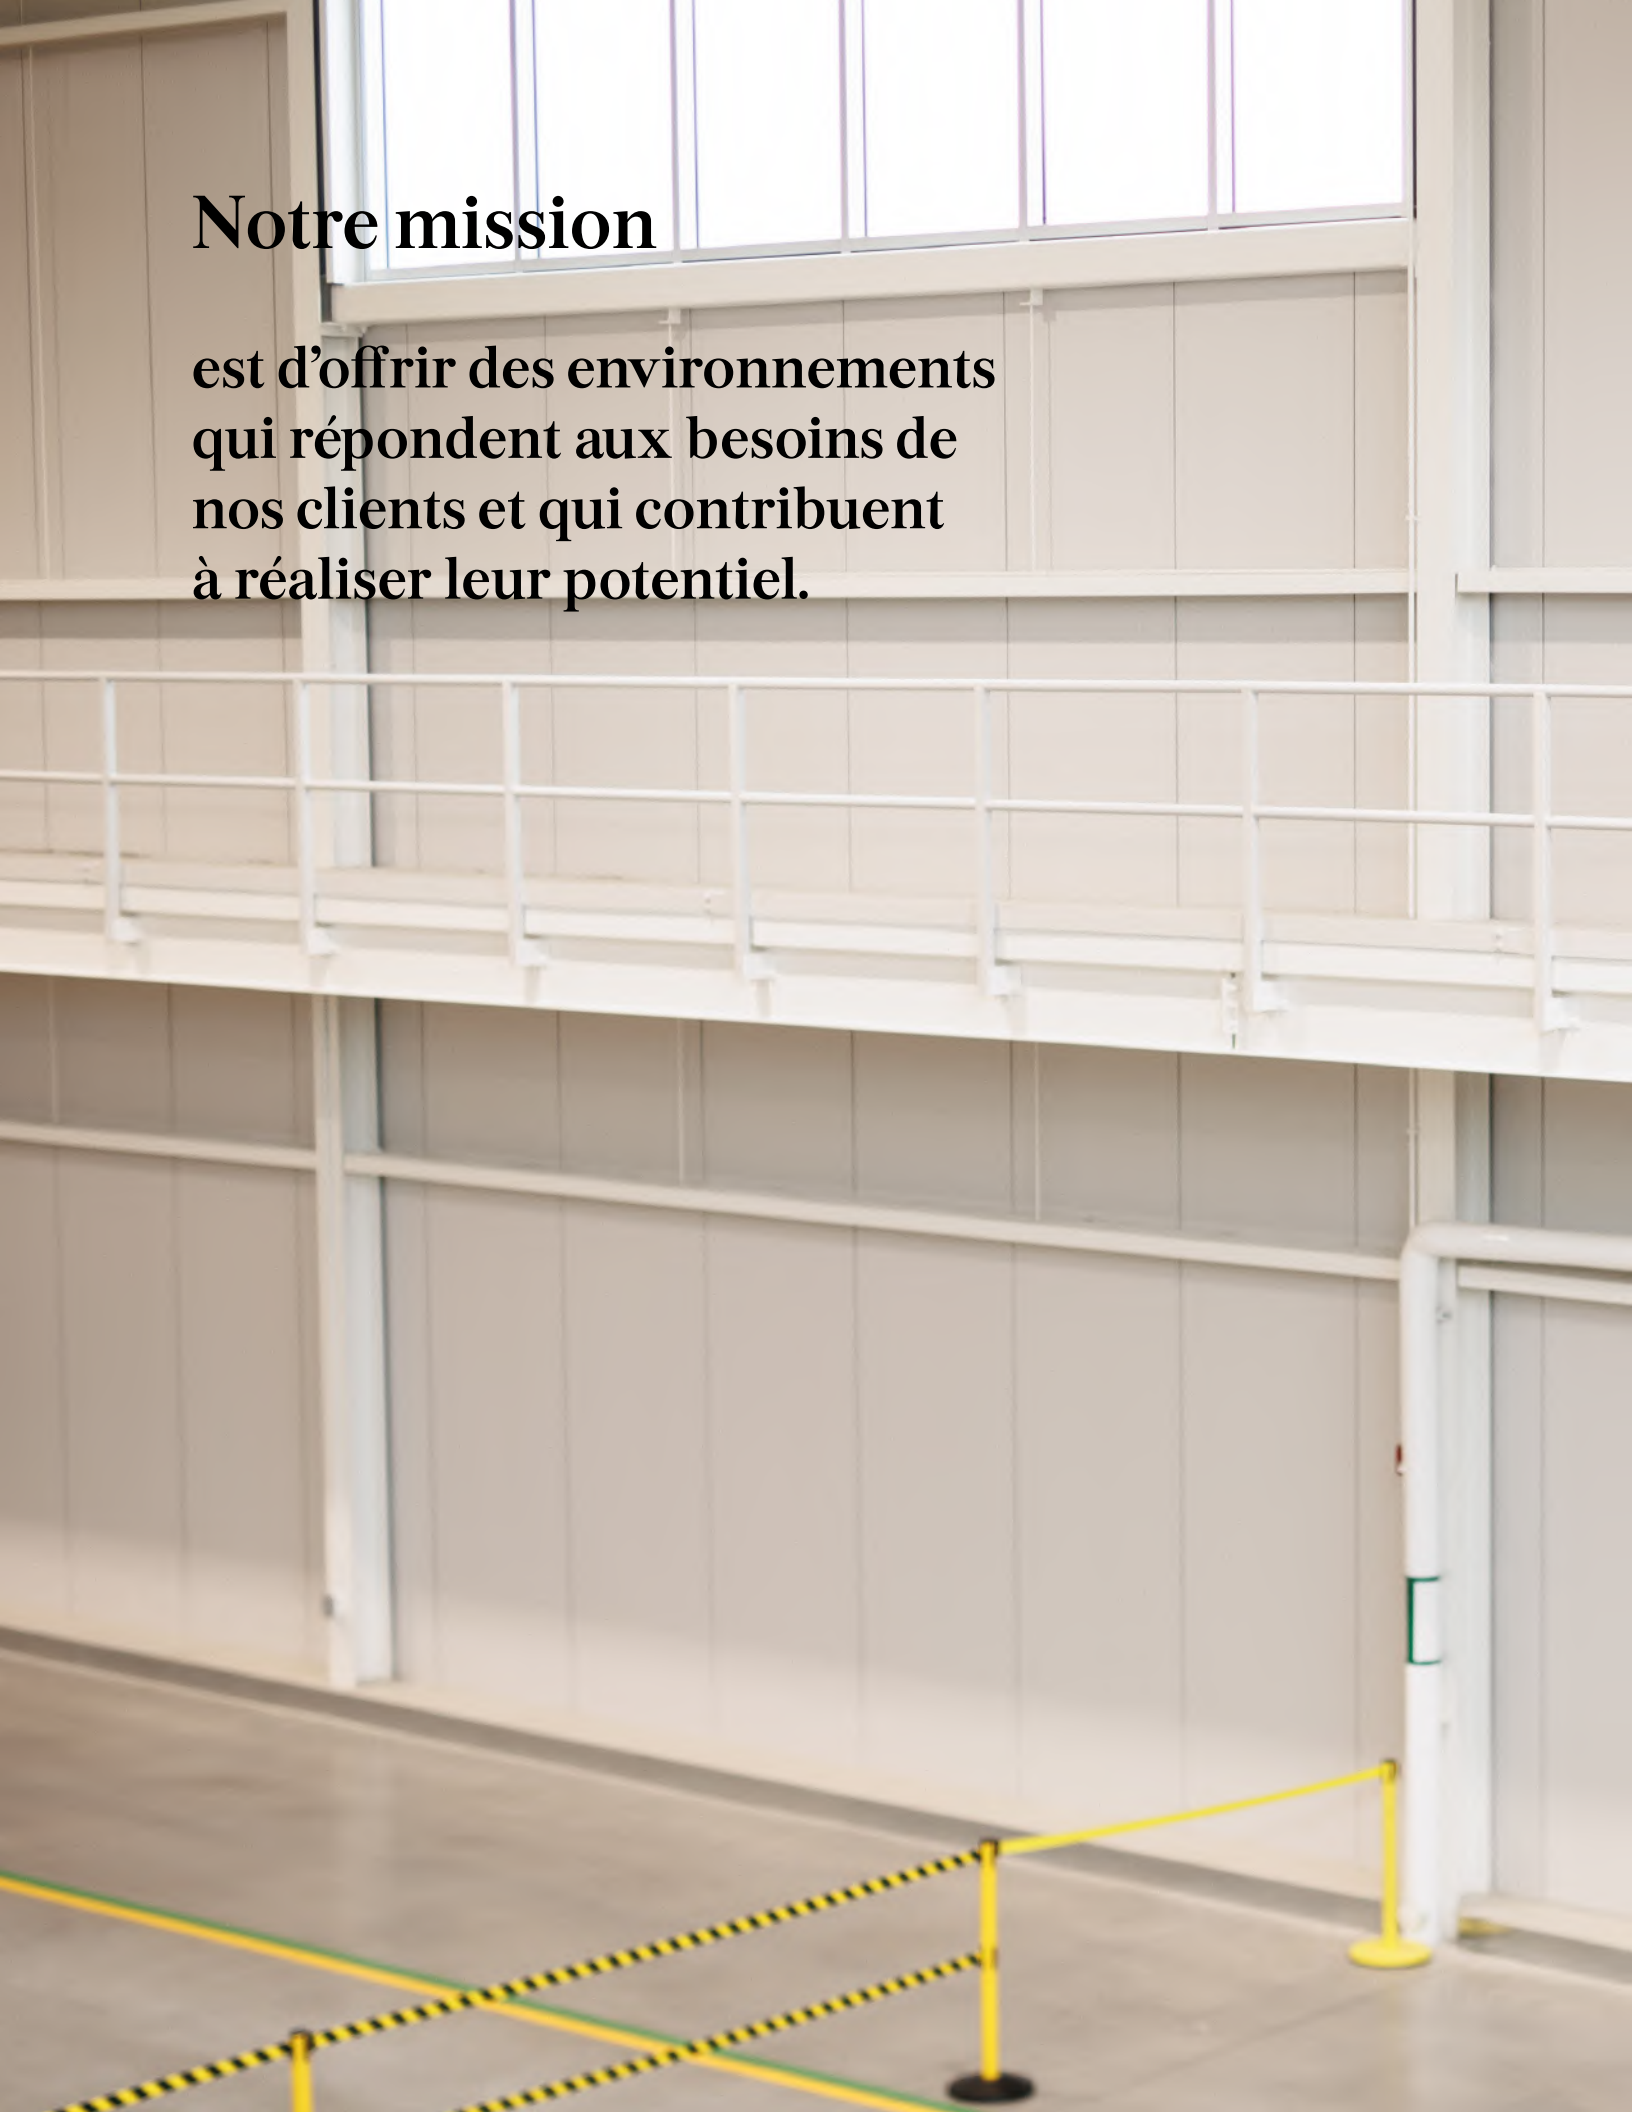 Notre mission
est d’offrir des environnements
qui répondent aux besoins de
nos clients et qui contribuent
à réaliser leur potentiel.